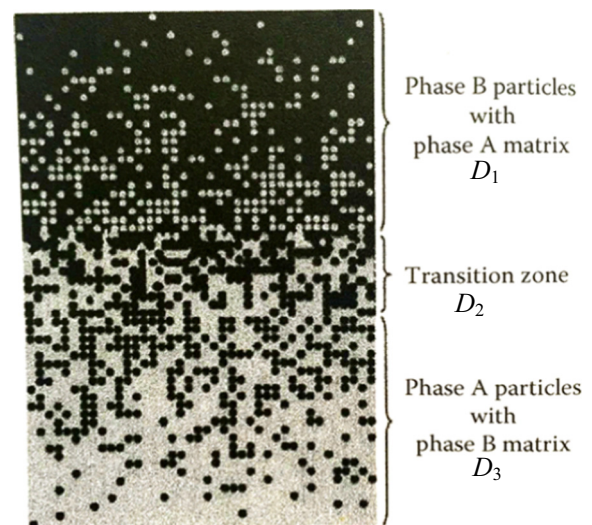 Phase B particles
with
phase A matrix
D₁
Transition zone
D₂
Phase A particles
with
phase B matrix
D₃